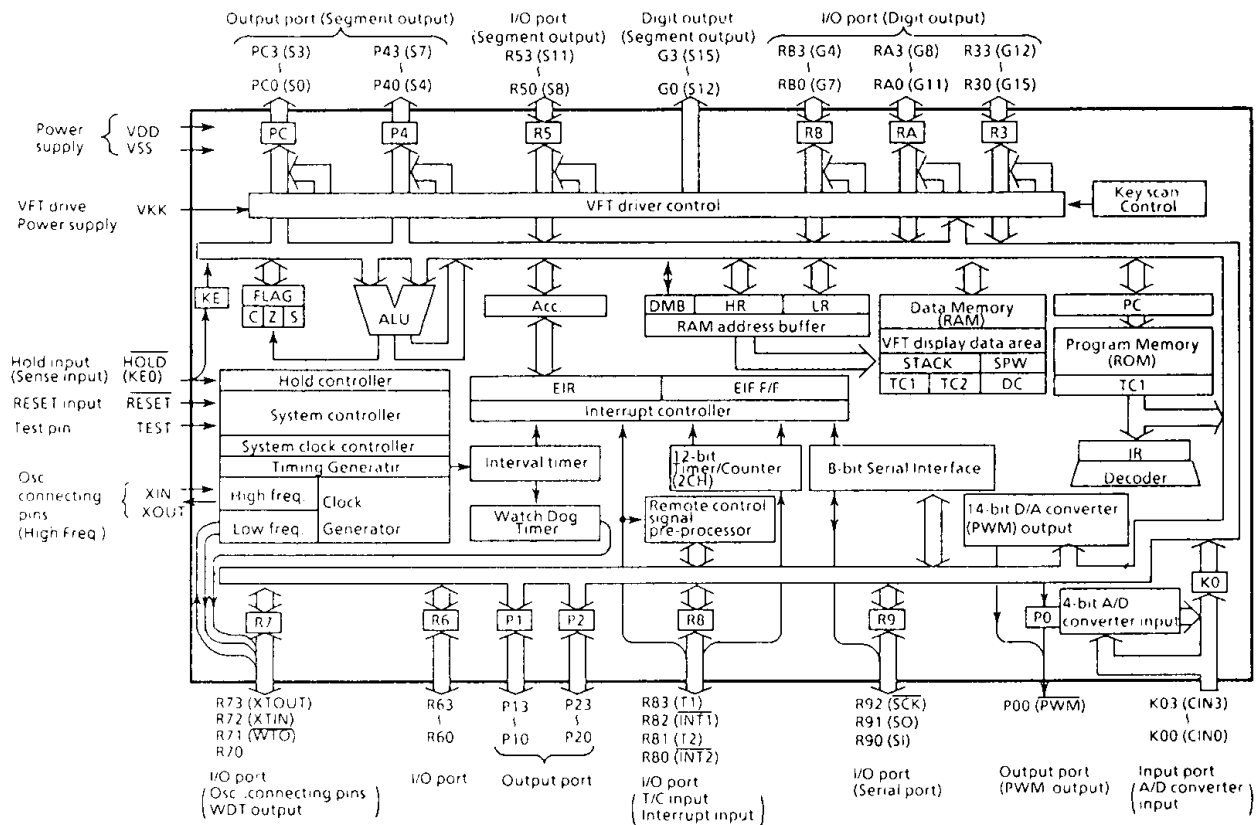 Output port (Segment output)
PC3 (S3)
PC0 (S0)
P43 (S7)
P40 (S4)
I/O port
(Segment output)
R53 (S11)
R50 (S8)
Digit output
(Segment output)
G3 (S15)
G0 (S12)
I/O port (Digit output)
RB3 (G4)
RB0 (G7)
RA3 (G8)
RA0 (G11)
R33 (G12)
R30 (G15)
Power
supply
VDD
VSS
PC
P4
R5
R8
RA
R3
VFT drive
Power supply
VKK
VFT driver control
Key scan
Control
KE
FLAG
C Z S
ALU
Acc.
DMB
HR
LR
RAM address buffer
Data Memory
(RAM)
VFT display data area
STACK
SPW
TC1
TC2
DC
PC
Program Memory
(ROM)
TC1
Hold input
(Sense input)
HOLD
(KE0)
RESET input
RESET
Test pin
TEST
Hold controller
System controller
System clock controller
Timing Generatir
High freq.
Low freq.
Clock
Generator
EIR
EIF F/F
Interrupt controller
Interval timer
Watch Dog
Timer
12-bit
Timer/Counter
(2CH)
Remote control
signal
pre-processor
8-bit Serial Interface
IR
Decoder
14-bit D/A converter
(PWM) output
Osc
connecting
pins
(High Freq)
XIN
XOUT
R7
R6
P1
P2
R8
R9
P0
4-bit A/D
converter input
K0
R73 (XTOUT)
R72 (XTIN)
R71 (WTO)
R70
I/O port
(Osc .connecting pins)
WDT output
R63
R60
I/O port
P13
P10
P23
P20
Output port
R83 (T1)
R82 (INT1)
R81 (T2)
R80 (INT2)
I/O port
(T/C input
Interrupt input)
R92 (SCK)
R91 (SO)
R90 (Si)
I/O port
(Serial port)
P00 (PWM)
Output port
(PWM output)
K03 (CIN3)
K00 (CIN0)
Input port
(A/D converter
input)